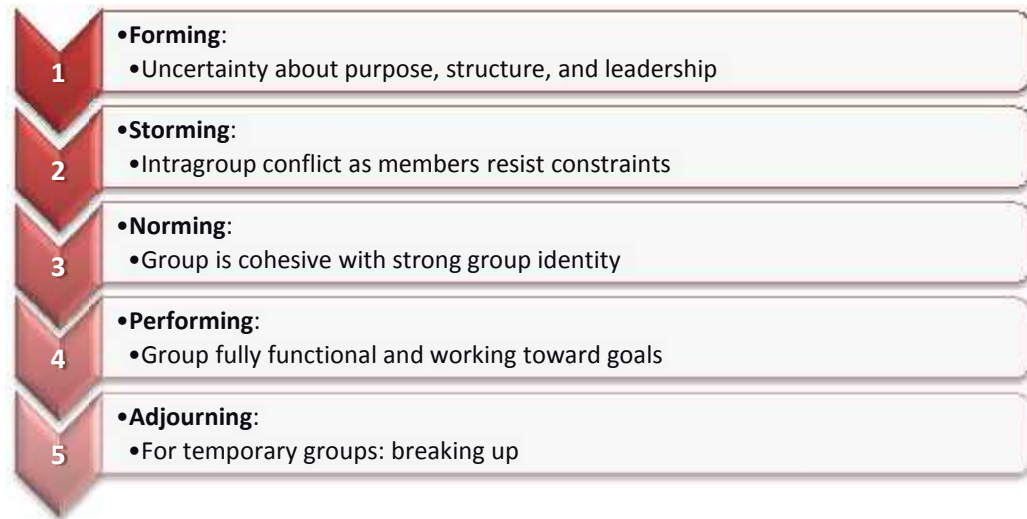 1
•Forming:
•Uncertainty about purpose, structure, and leadership
2
•Storming:
•Intragroup conflict as members resist constraints
3
•Norming:
•Group is cohesive with strong group identity
4
•Performing:
•Group fully functional and working toward goals
5
•Adjourning:
•For temporary groups: breaking up